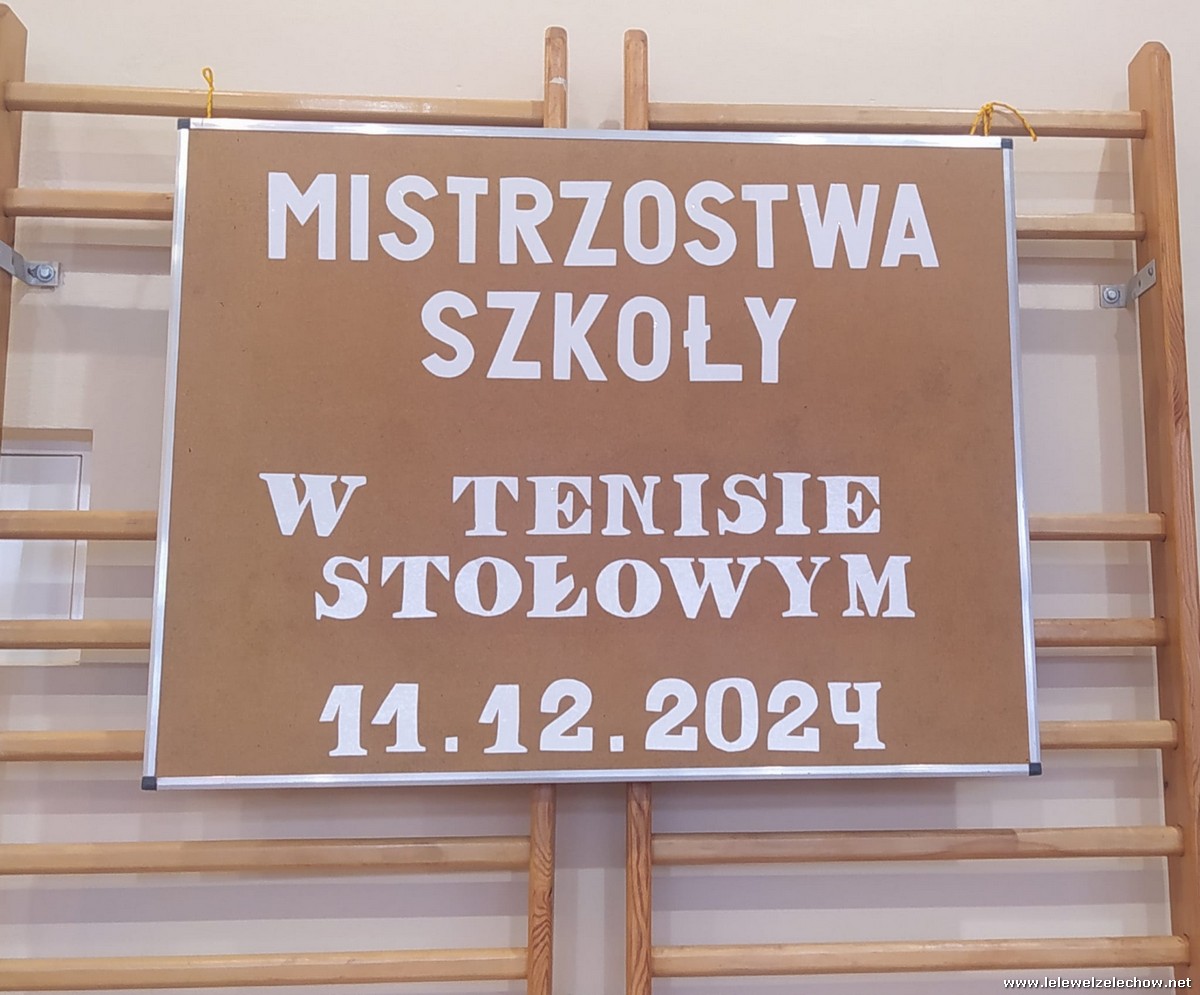 MISTRZOSTWA
SZKOŁY
W TENISIE
STOŁOWYM
11.12.2024
www.lelewelzelechow.net